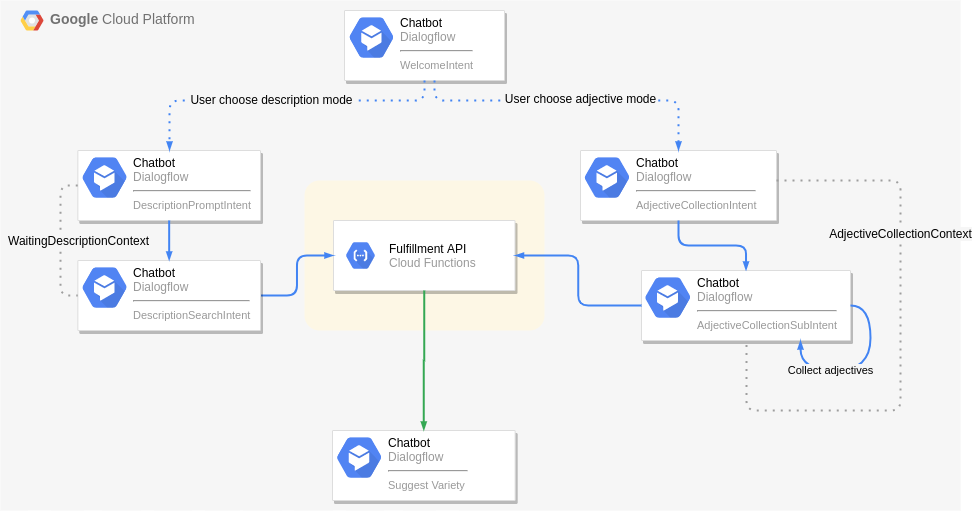 Google Cloud Platform
Chatbot
Dialogflow
WelcomeIntent
User choose description mode
User choose adjective mode
Chatbot
Dialogflow
DescriptionPromptIntent
Chatbot
Dialogflow
AdjectiveCollectionIntent
WaitingDescriptionContext
AdjectiveCollectionContext
Fulfillment API
Cloud Functions
Chatbot
Dialogflow
DescriptionSearchIntent
Chatbot
Dialogflow
AdjectiveCollectionSubIntent
Collect adjectives
Chatbot
Dialogflow
Suggest Variety